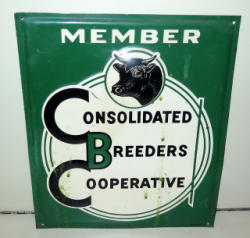 MEMBER
CONSOLIDATED
BREEDERS
COOPERATIVE